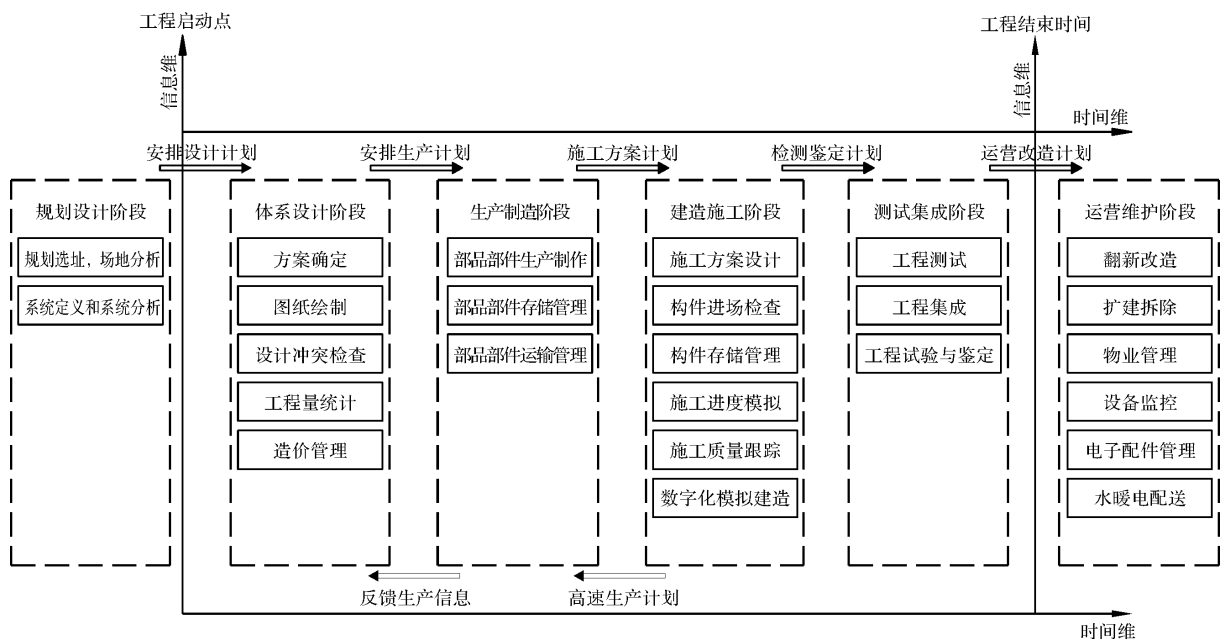 工程启动点
工程结束时间
信息维
信息维
时间维
安排设计计划
安排生产计划
施工方案计划
检测鉴定计划
运营改造计划
规划设计阶段
规划选址，场地分析
系统定义和系统分析
体系设计阶段
方案确定
图纸绘制
设计冲突检查
工程量统计
造价管理
生产制造阶段
部品部件生产制作
部品部件存储管理
部品部件运输管理
建造施工阶段
施工方案设计
构件进场检查
构件存储管理
施工进度模拟
施工质量跟踪
数字化模拟建造
测试集成阶段
工程测试
工程集成
工程试验与鉴定
运营维护阶段
翻新改造
扩建拆除
物业管理
设备监控
电子配件管理
水暖电配送
反馈生产信息
高速生产计划
时间维